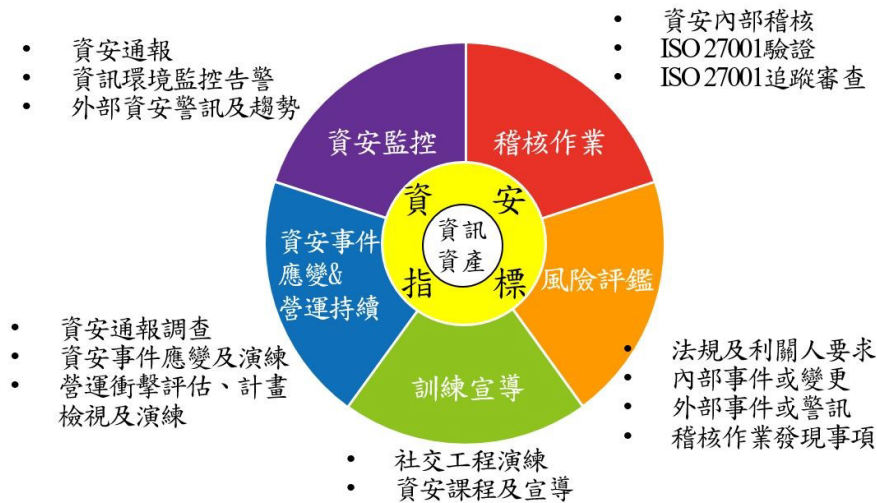 • 資安通報
• 資訊環境監控告警
• 外部資安警訊及趨勢
• 資安內部稽核
• ISO 27001驗證
• ISO 27001追蹤審查
資安監控
稽核作業
資安
資訊
資產
指標
資安事件
應變&
營運持續
風險評鑑
訓練宣導
• 資安通報調查
• 資安事件應變及演練
• 營運衝擊評估、計畫
檢視及演練
• 法規及利關人要求
• 內部事件或變更
• 外部事件或警訊
• 稽核作業發現事項
• 社交工程演練
• 資安課程及宣導